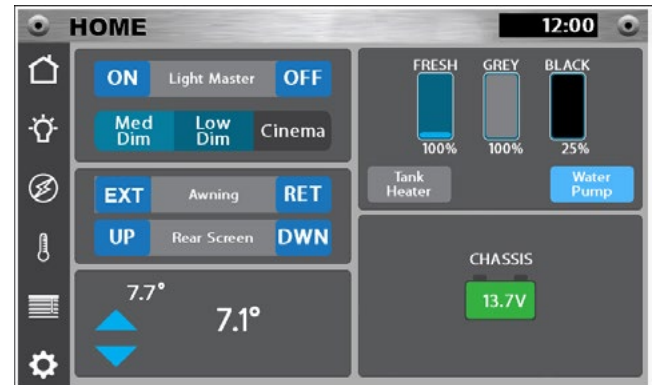 HOME
12:00
ON Light Master OFF
Med Dim
Low Dim
Cinema
EXT Awning RET
UP Rear Screen DWN
7.7°
7.1°
FRESH GREY BLACK
100% 100% 25%
Tank Heater
Water Pump
CHASSIS
13.7V